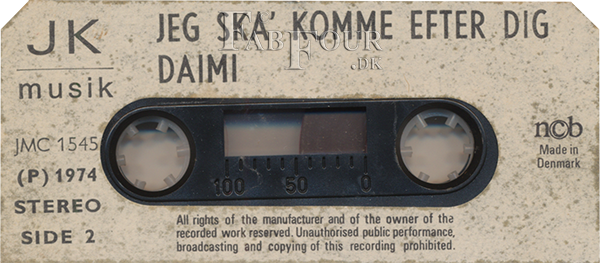 JK
musik
JEG SKA' KOMME EFTER DIG
DAIMI
FABFOUR
.DK
JMC 1545
(P) 1974
STEREO
SIDE 2
100 50 0
ncb
Made in
Denmark
All rights of the manufacturer and of the owner of the
recorded work reserved. Unauthorised public performance,
broadcasting and copying of this recording prohibited.